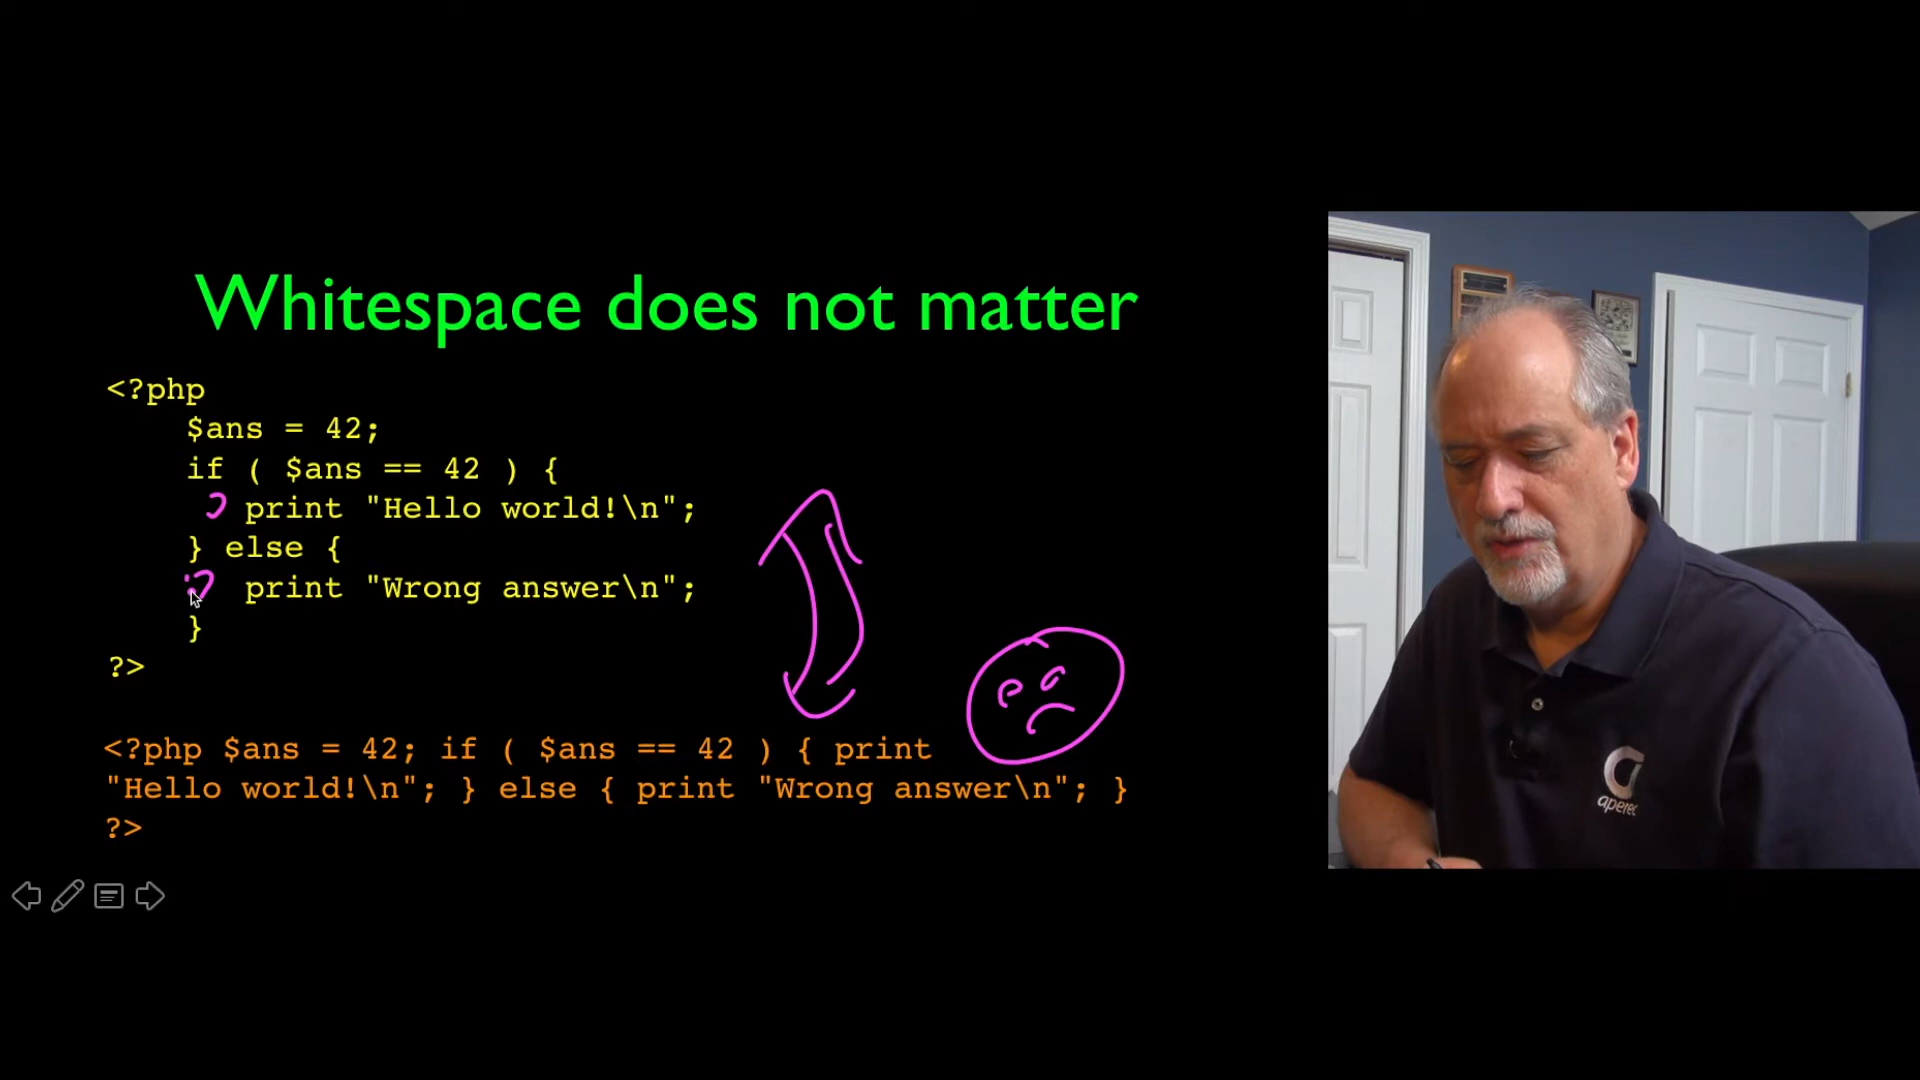 Whitespace does not matter
<?php
$ans = 42;
if ( $ans == 42 ) {
print "Hello world!\n";
} else {
print "Wrong answer\n";
}
?>
<?php $ans = 42; if ( $ans == 42 ) { print
"Hello world!\n"; } else { print "Wrong answer\n"; }
?>
apereo